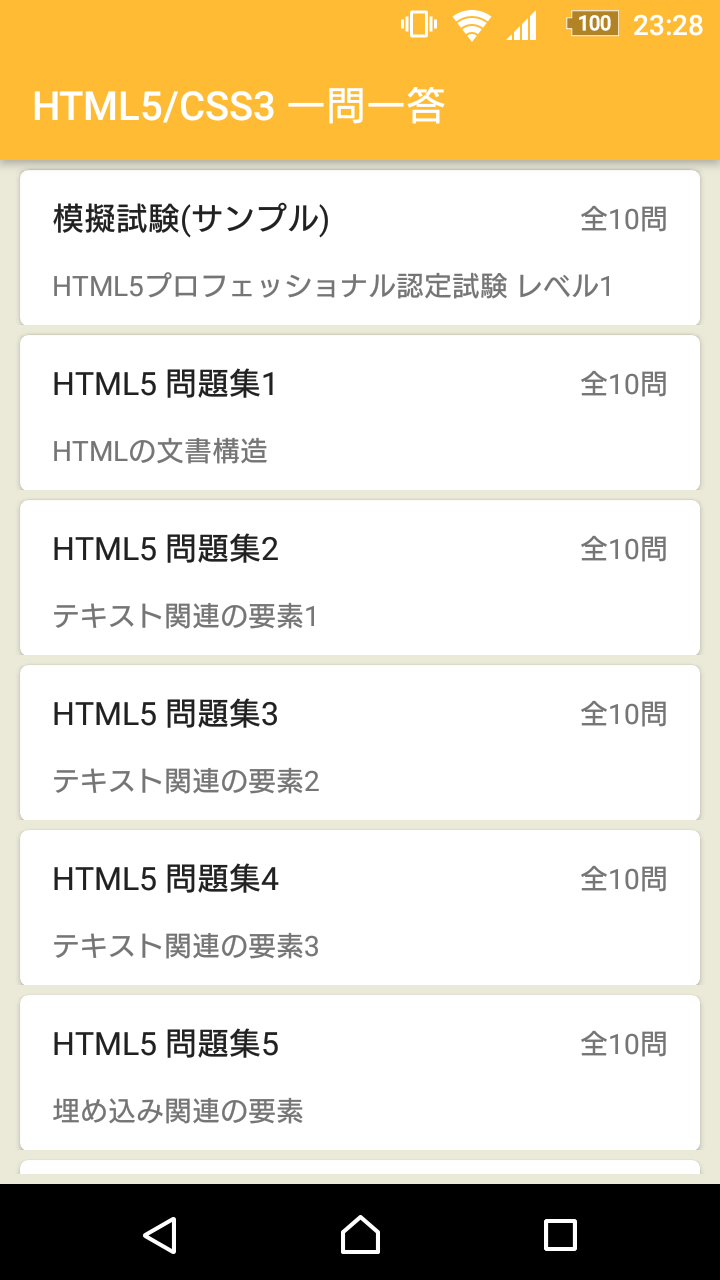 100 23:28
HTML5/CSS3 一問一答
模擬試験(サンプル) 全10問
HTML5プロフェッショナル認定試験 レベル1
HTML5 問題集1 全10問
HTMLの文書構造
HTML5 問題集2 全10問
テキスト関連の要素1
HTML5 問題集3 全10問
テキスト関連の要素2
HTML5 問題集4 全10問
テキスト関連の要素3
HTML5 問題集5 全10問
埋め込み関連の要素